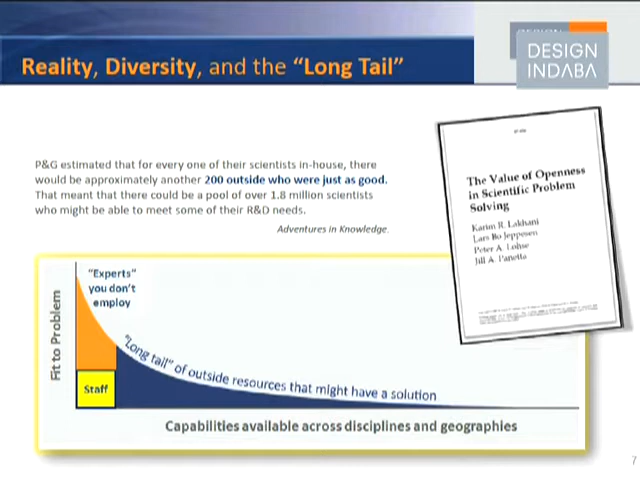 Reality, Diversity, and the "Long Tail"
DESIGN
INDABA
P&G estimated that for every one of their scientists in-house, there
would be approximately another 200 outside who were just as good.
That meant that there could be a pool of over 1.8 million scientists
who might be able to meet some of their R&D needs.
Adventures in Knowledge.
The Value of Openness
in Scientific Problem
Solving
Karim R. Lakhani
Lars Bo Jeppesen
Peter A. Lohse
Jill A. Panetta
"Experts"
you don't
employ
Fit to Problem
Staff
"Long tail" of outside resources that might have a solution
Capabilities available across disciplines and geographies
7